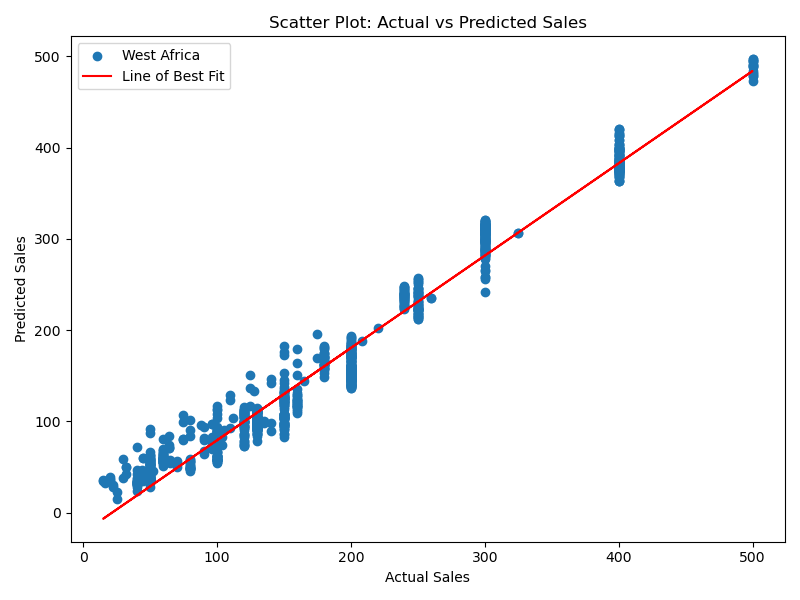 Scatter Plot: Actual vs Predicted Sales
West Africa
Line of Best Fit
500
400
300
200
100
0
Predicted Sales
0 100 200 300 400 500
Actual Sales